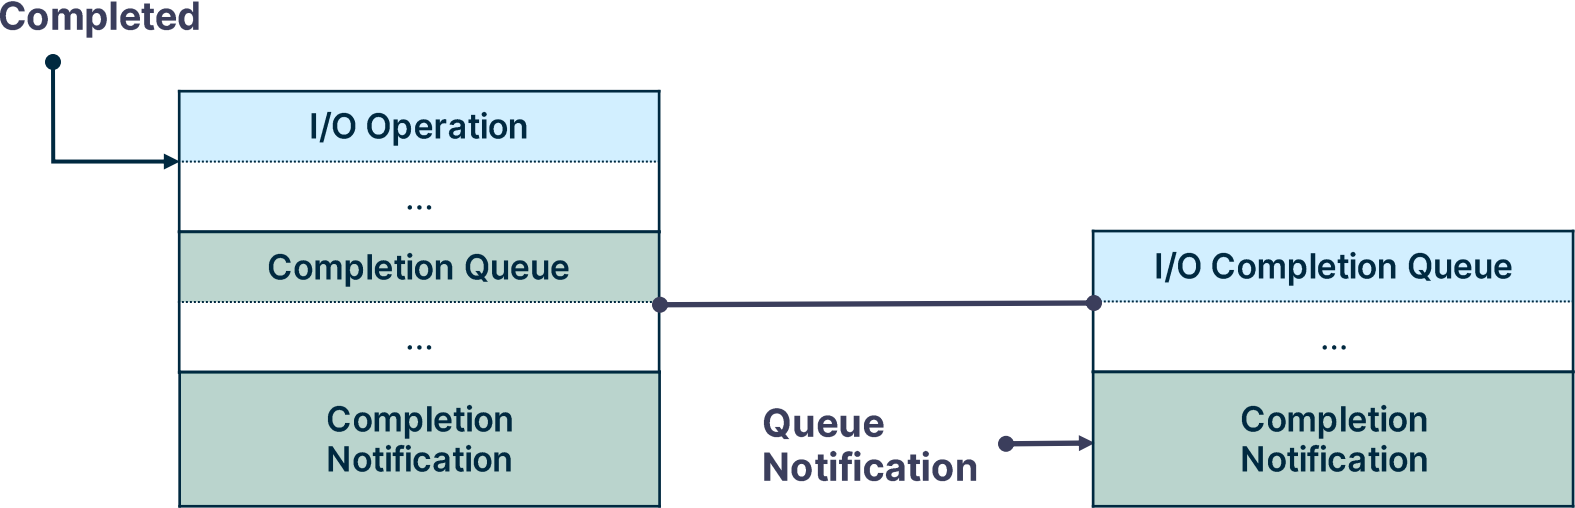 Completed
I/O Operation
...
Completion Queue
...
Completion
Notification
I/O Completion Queue
...
Queue
Notification
Completion
Notification